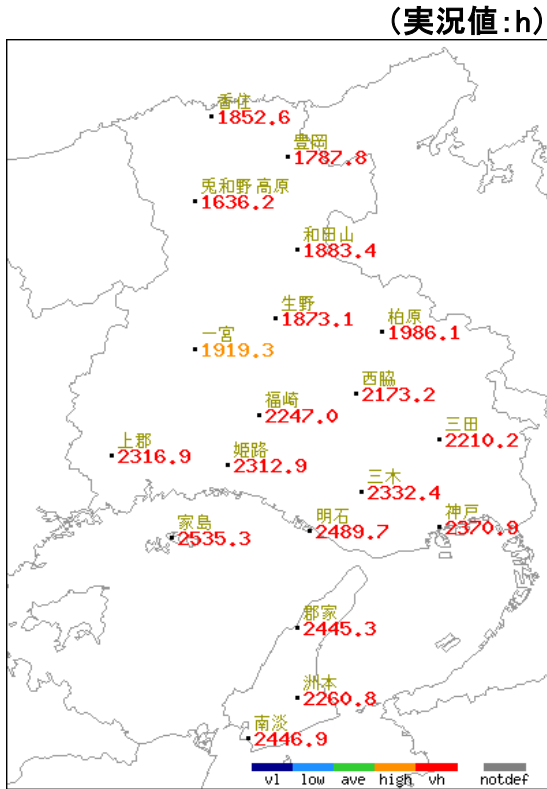 (実況値:h)
香住
1852.6
豊岡
1787.8
兎和野高原
1636.2
和田山
1883.4
生野
1873.1
柏原
1986.1
一宮
1919.3
西脇
2173.2
福崎
2247.0
三田
2210.2
上郡
2316.9
姫路
2312.9
三木
2332.4
家島
2535.3
明石
2489.7
神戸
2370.9
郡家
2445.3
洲本
2260.8
南淡
2446.9
vl low ave high vh notdef